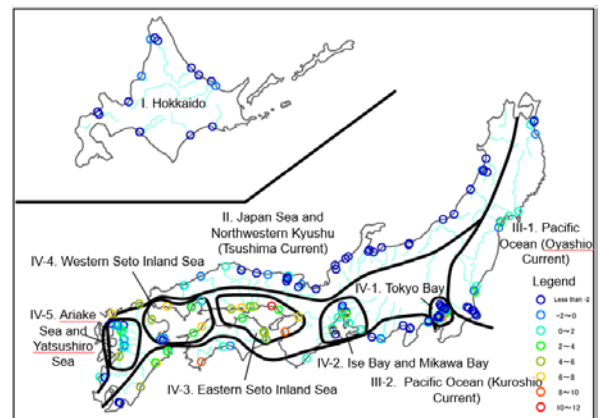 I. Hokkaido
II. Japan Sea and
Northwestern Kyushu
(Tsushima Current)
III-1. Pacific
Ocean (Oyashio
Current)
IV-4. Western Seto Inland Sea
IV-1. Tokyo Bay
Legend
Less than -2
-2~0
0~2
2~4
4~6
6~8
8~10
10~12
IV-5. Ariake
Sea and
Yatsushiro
Sea
IV-2. Ise Bay and Mikawa Bay
IV-3. Eastern Seto Inland Sea
III-2. Pacific Ocean (Kuroshio
Current)